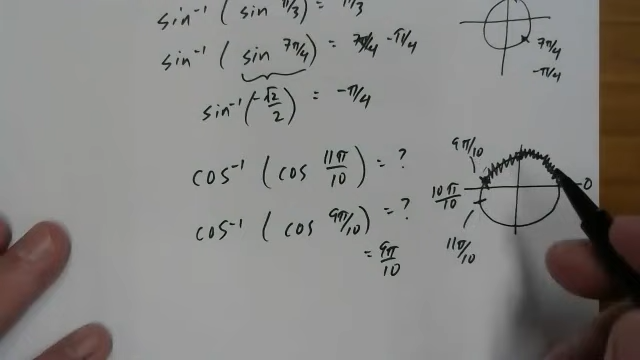 sin⁻¹ ( sin π/3 ) = π/3
sin⁻¹ ( sin 7π/4 ) = -π/4
sin⁻¹ ( -√2/2 ) = -π/4
cos⁻¹ ( cos 11π/10 ) = ?
cos⁻¹ ( cos 9π/10 ) = ?
= 9π/10
7π/4
-π/4
9π/10
10π/10
0
11π/10